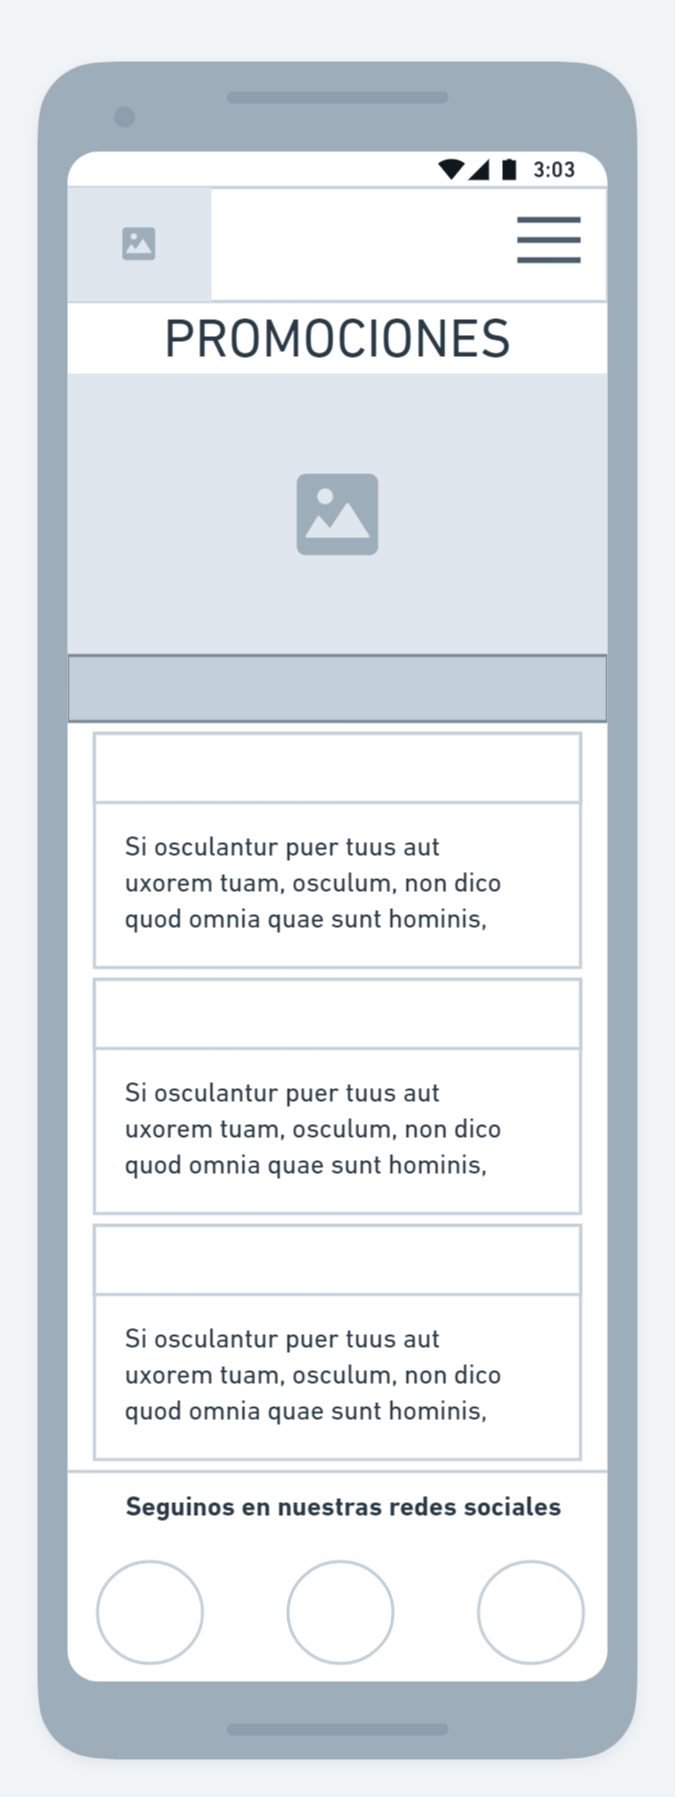 3:03
PROMOCIONES
Si osculantur puer tuus aut
uxorem tuam, osculum, non dico
quod omnia quae sunt hominis,
Si osculantur puer tuus aut
uxorem tuam, osculum, non dico
quod omnia quae sunt hominis,
Si osculantur puer tuus aut
uxorem tuam, osculum, non dico
quod omnia quae sunt hominis,
Seguinos en nuestras redes sociales